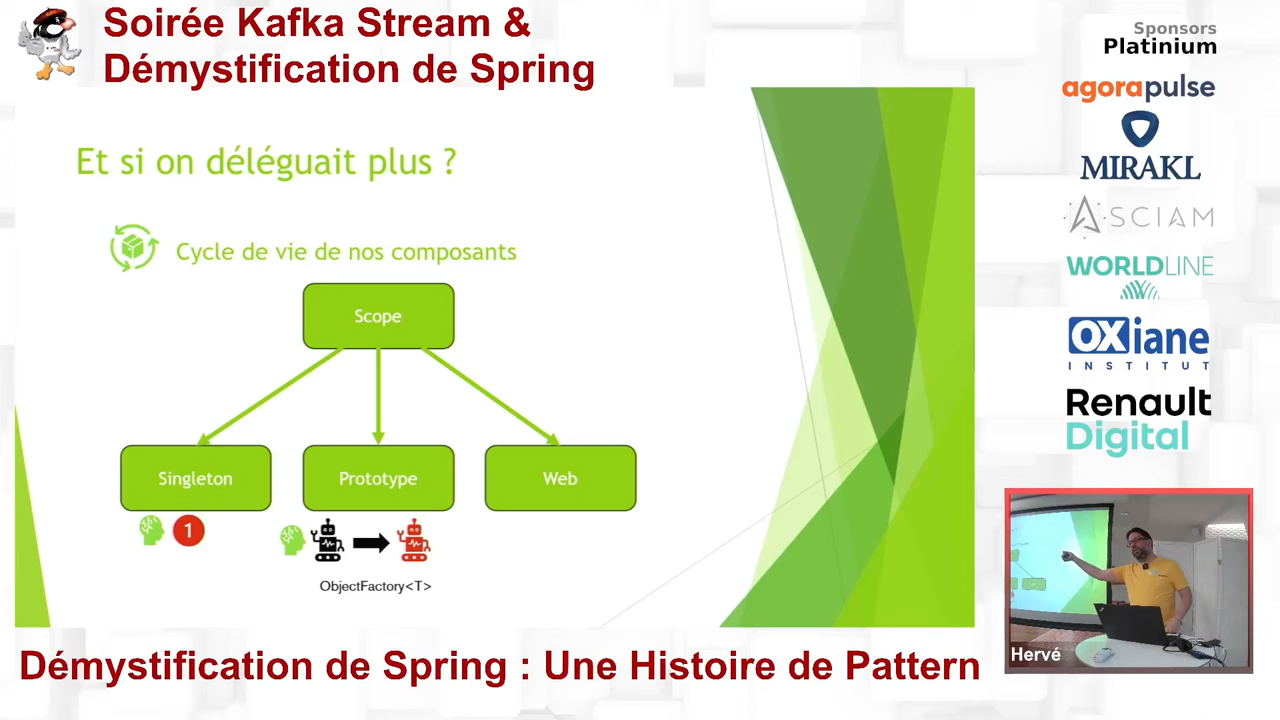 Soirée Kafka Stream &
Démystification de Spring
Et si on déléguait plus ?
Cycle de vie de nos composants
Scope
Singleton
Prototype
Web
1
ObjectFactory<T>
Démystification de Spring : Une Histoire de Pattern
Sponsors
Platinium
agorapulse
MIRAKL
ASCIAM
WORLDLINE
OXiane
INSTITUT
Renault
Digital
Hervé